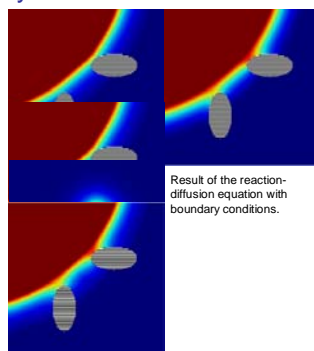 Result of the reaction-
diffusion equation with
boundary conditions.